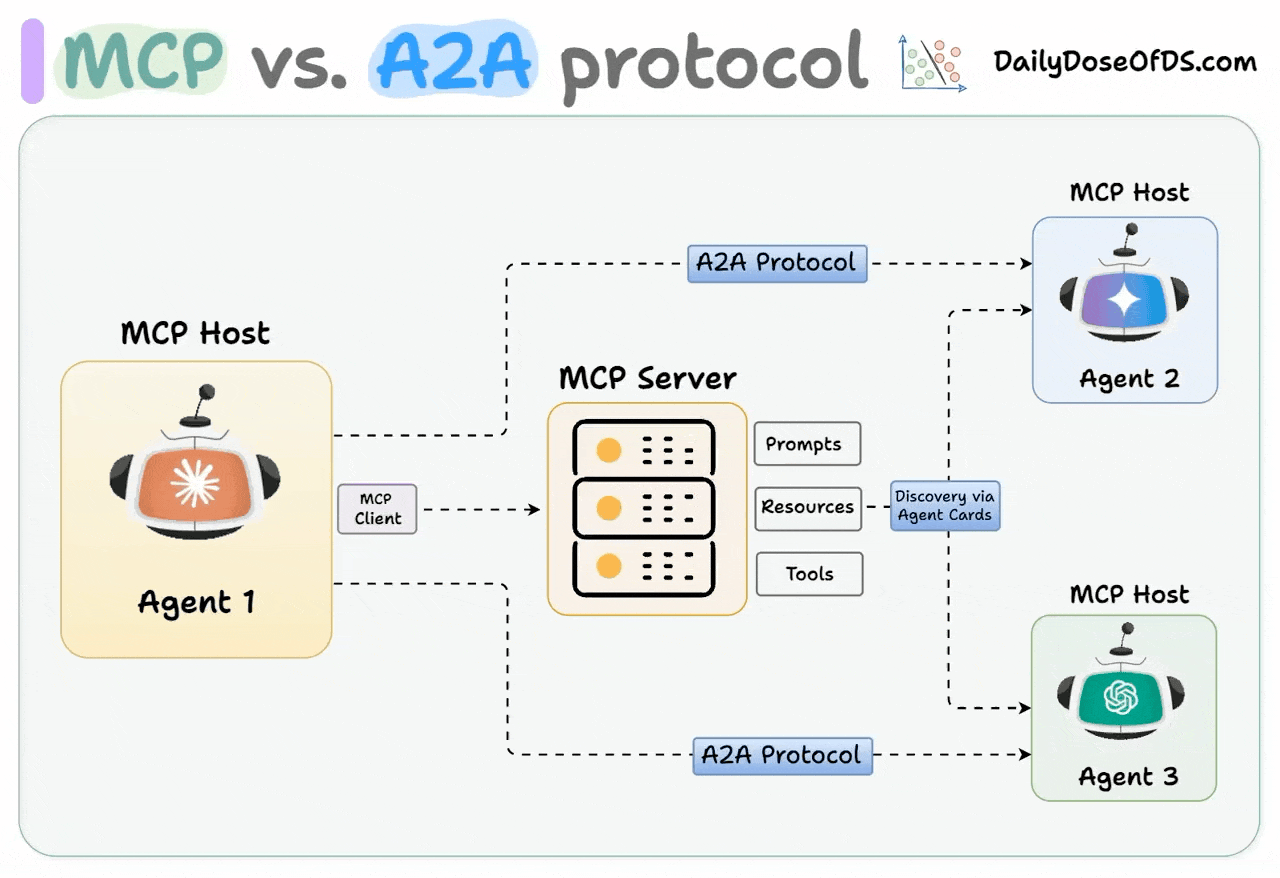 MCP vs. A2A protocol
DailyDoseOfDS.com
MCP Host
Agent 1
MCP
Client
A2A Protocol
MCP Server
Prompts
Resources
Tools
Discovery via
Agent Cards
A2A Protocol
MCP Host
Agent 2
MCP Host
Agent 3